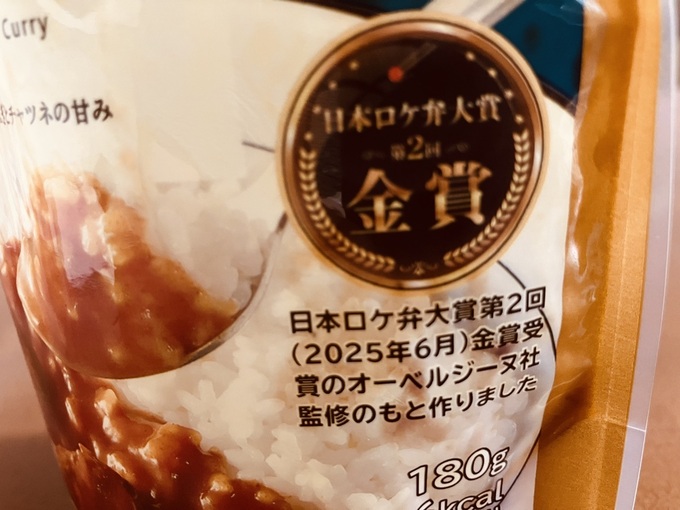 Curry
チャツネの甘み
日本ロケ弁大賞
第2回
金賞
日本ロケ弁大賞第2回
(2025年6月)金賞受
賞のオーベルジーヌ社
監修のもと作りました
180g
kcal